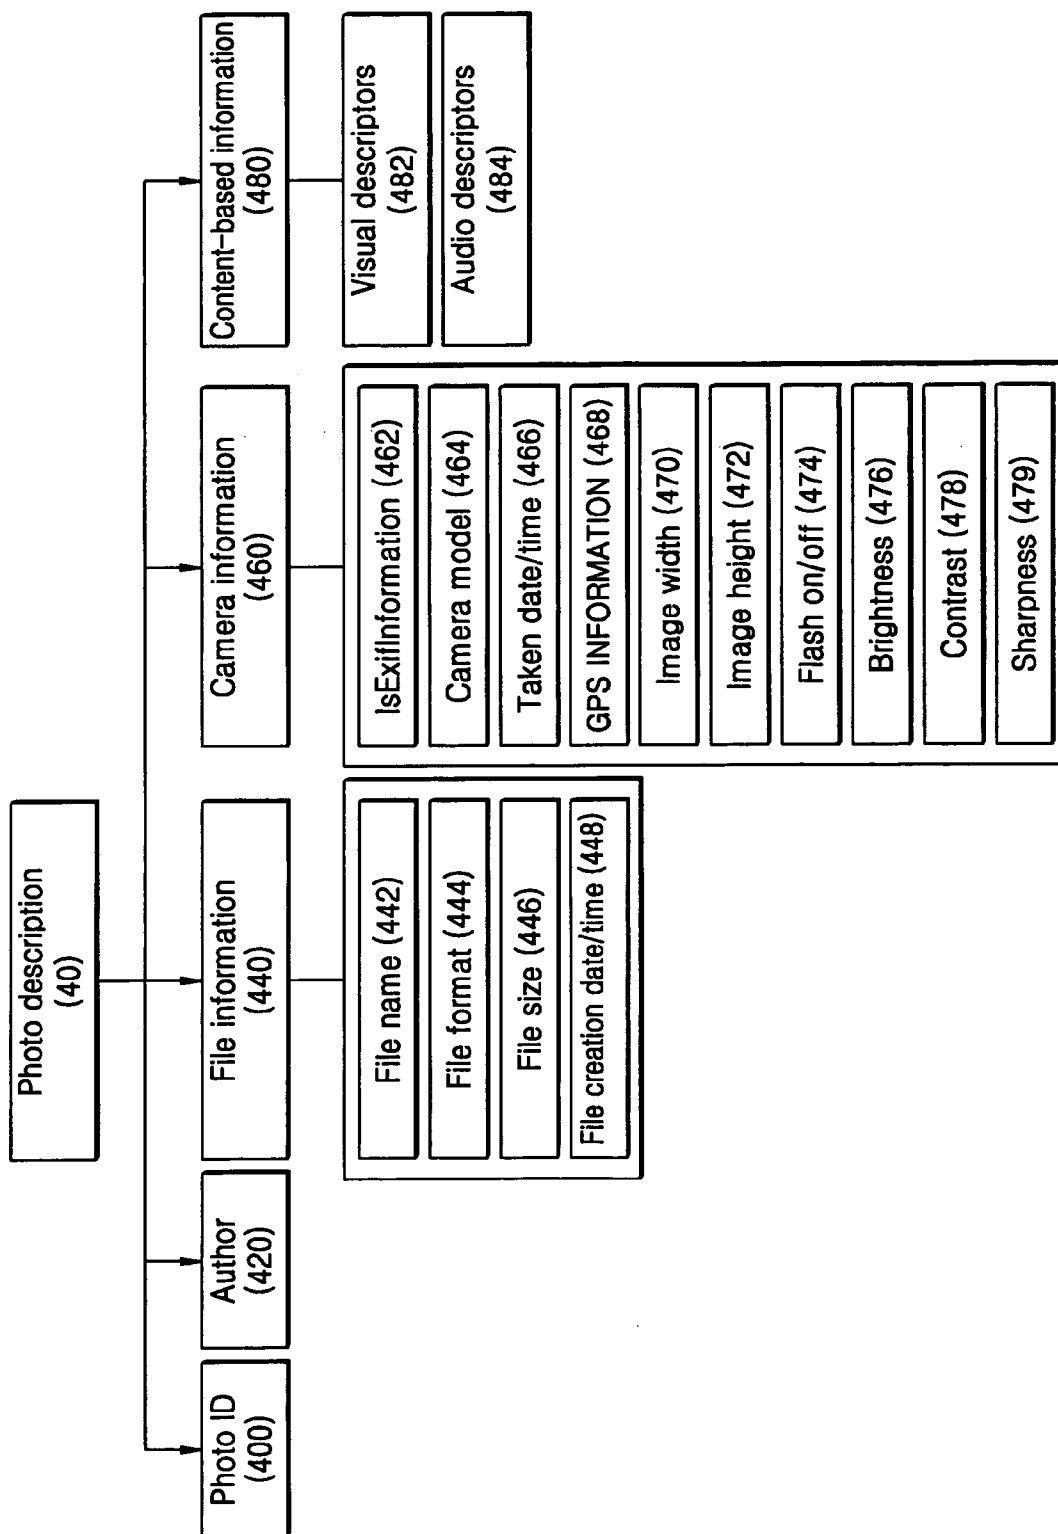 Photo description
(40)
Photo ID
(400)
Author
(420)
File information
(440)
Camera information
(460)
Content-based information
(480)
File name (442)
File format (444)
File size (446)
File creation date/time (448)
IsExifInformation (462)
Camera model (464)
Taken date/time (466)
GPS INFORMATION (468)
Image width (470)
Image height (472)
Flash on/off (474)
Brightness (476)
Contrast (478)
Sharpness (479)
Visual descriptors
(482)
Audio descriptors
(484)